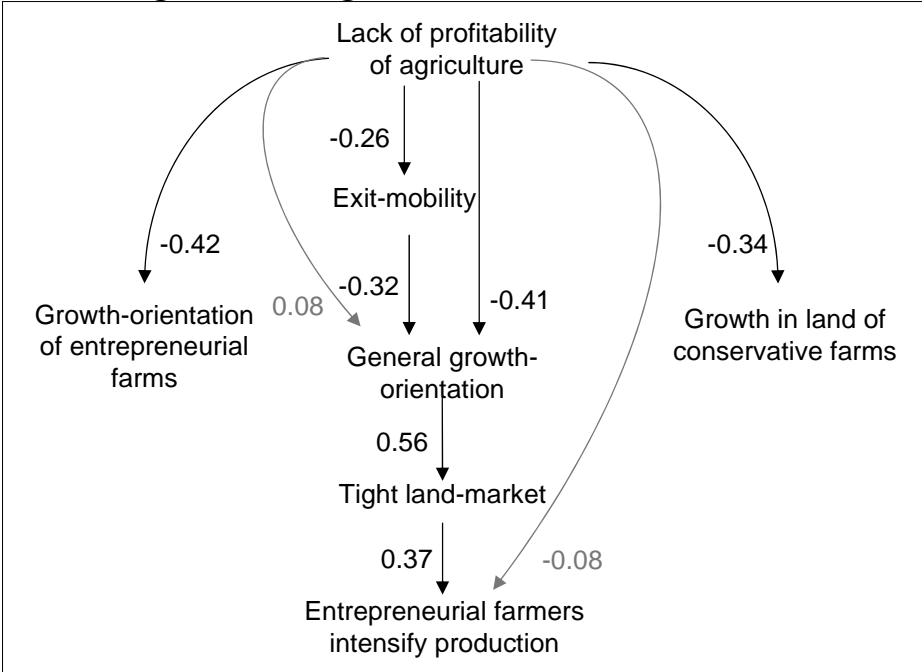 Lack of profitability
of agriculture
-0.26
Exit-mobility
-0.42
-0.34
-0.32
0.08
-0.41
Growth-orientation
of entrepreneurial
farms
General growth-
orientation
Growth in land of
conservative farms
0.56
Tight land-market
0.37
-0.08
Entrepreneurial farmers
intensify production